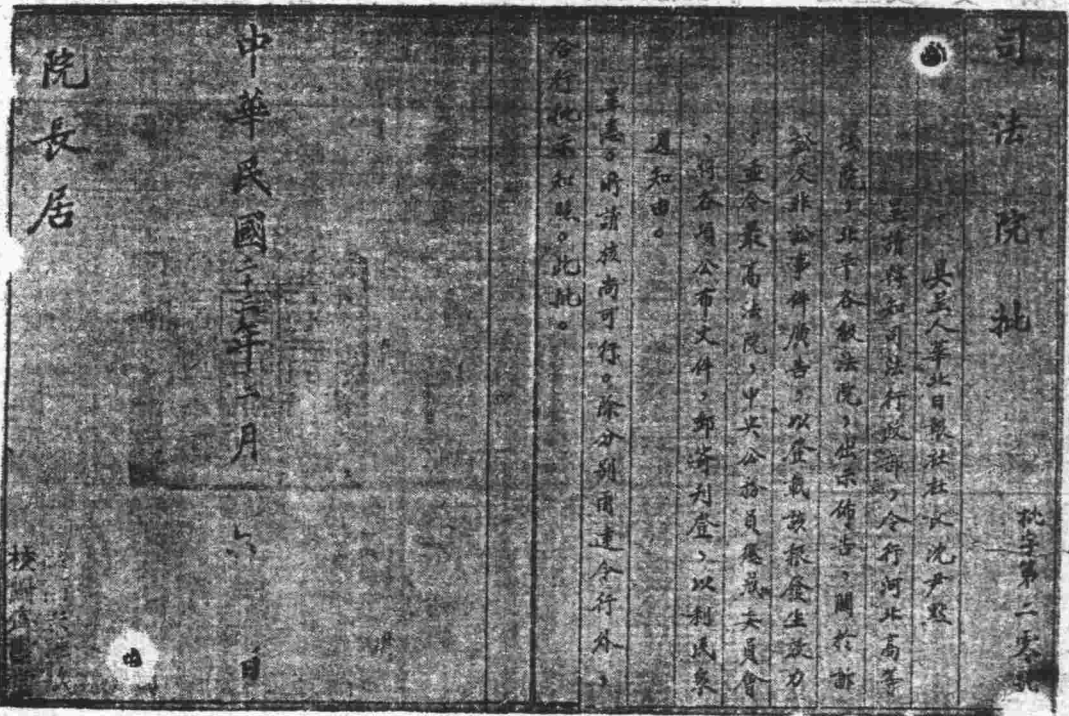 司法院批
批字第二零
具呈人華北日報社社長沈尹默
呈請轉知司法行政部，令行河北高等
法院，北平各級法院，出示佈告，關於訴
訟及非訟事件廣告，以登載該報發生效力
，並令最高法院，中央公務員懲戒委員會
，將各項公布文件，郵寄刊登，以利民眾
週知由。
呈悉。所請核尚可行。除分別函達令行外，
合行批示知照。此批。
中華民國二十二年二月六日
院長居
校對